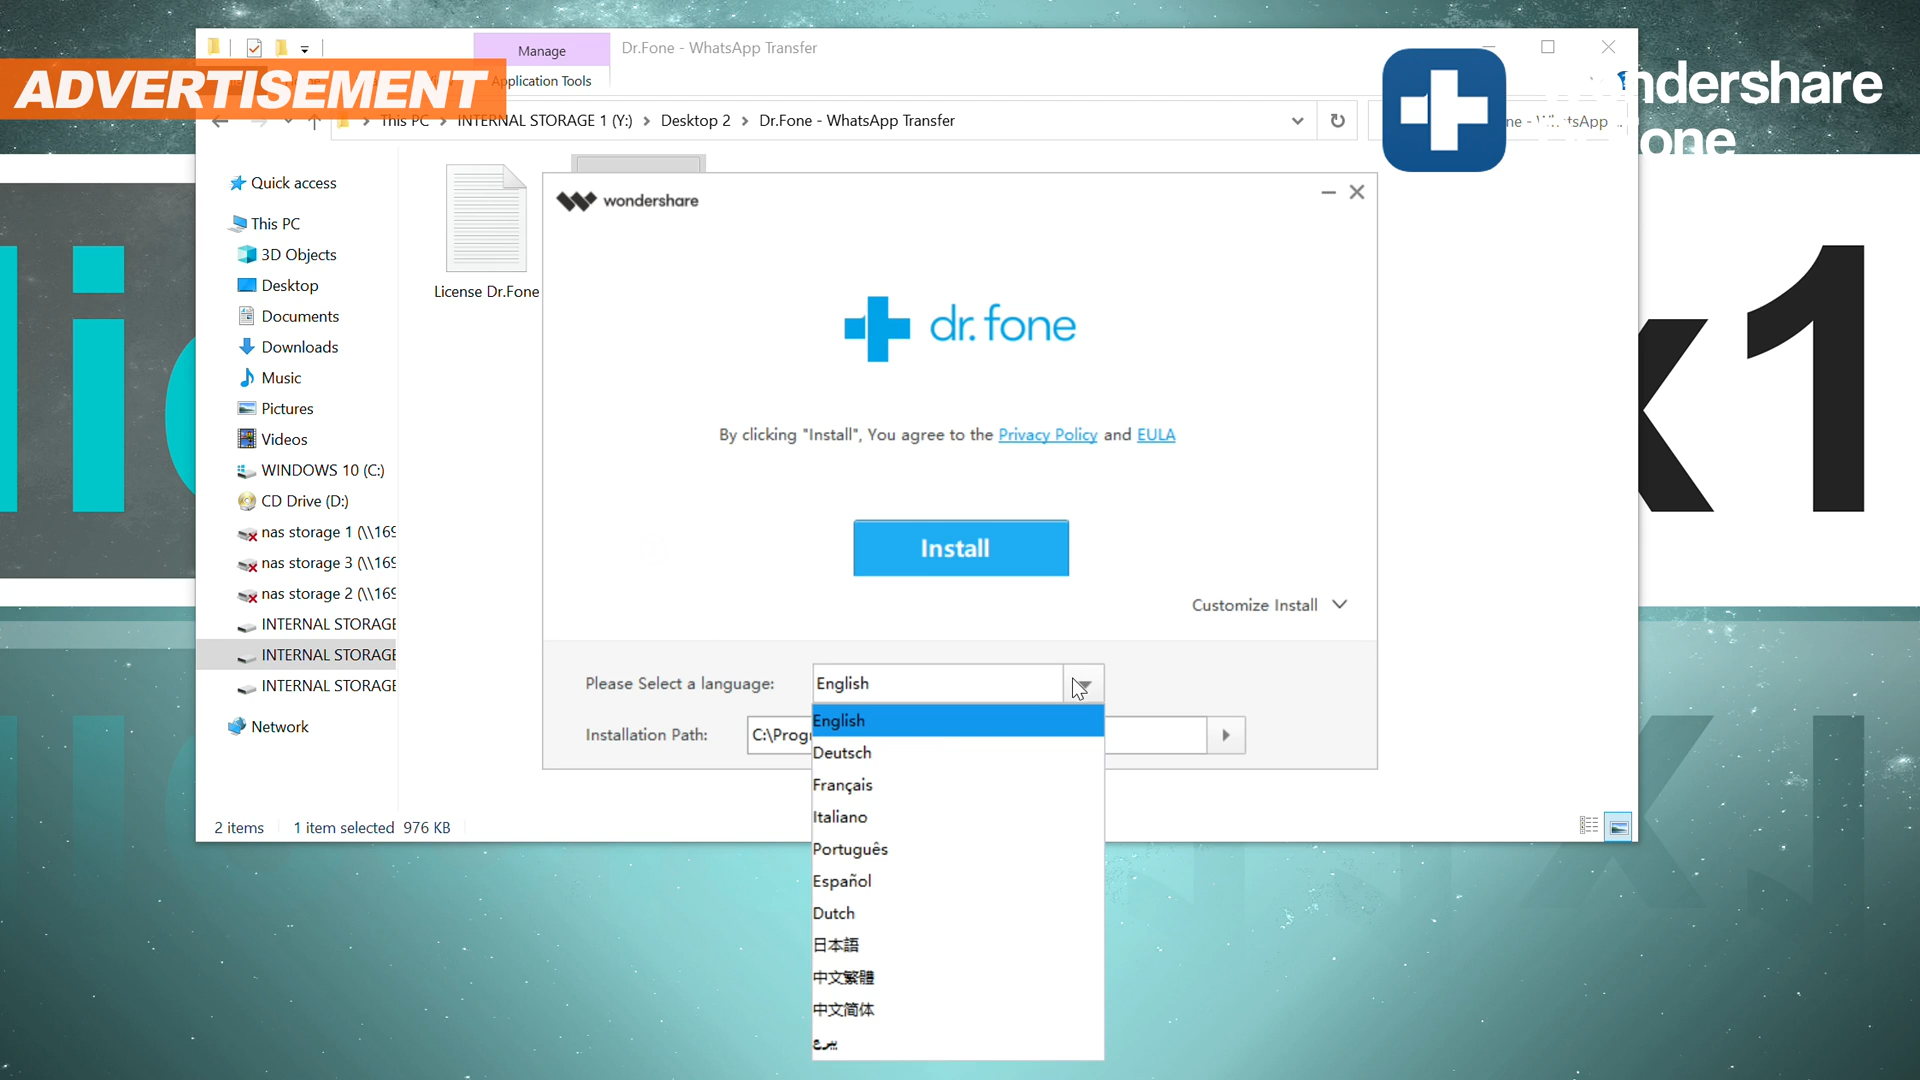 Manage
Dr.Fone - WhatsApp Transfer
ADVERTISEMENT
Application Tools
This PC > INTERNAL STORAGE 1 (Y:) > Desktop 2 > Dr.Fone - WhatsApp Transfer
Quick access
This PC
3D Objects
Desktop
Documents
Downloads
Music
Pictures
Videos
WINDOWS 10 (C:)
CD Drive (D:)
nas storage 1 (\\169
nas storage 3 (\\169
nas storage 2 (\\169
INTERNAL STORAGE
INTERNAL STORAGE
INTERNAL STORAGE
Network
License Dr.Fone
wondershare
dr.fone
By clicking "Install", You agree to the Privacy Policy and EULA
Install
Customize Install
Please Select a language: English
Installation Path: C:\Prog
English
Deutsch
Français
Italiano
Português
Español
Dutch
日本語
中文繁體
中文简体
2 items 1 item selected 976 KB
x1